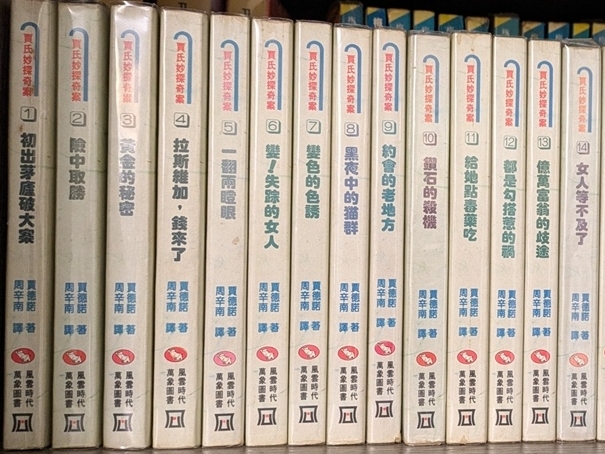 賈氏妙探奇案
1
初出茅廬破大案
賈德諾 著
周辛南 譯
風雲時代
萬象圖書
賈氏妙探奇案
2
險中取勝
賈德諾 著
周辛南 譯
風雲時代
萬象圖書
賈氏妙探奇案
3
黃金的秘密
賈德諾 著
周辛南 譯
風雲時代
萬象圖書
賈氏妙探奇案
4
拉斯維加，錢來了
賈德諾 著
周辛南 譯
風雲時代
萬象圖書
賈氏妙探奇案
5
一翻兩瞪眼
賈德諾 著
周辛南 譯
風雲時代
萬象圖書
賈氏妙探奇案
6
變！失踪的女人
賈德諾 著
周辛南 譯
風雲時代
萬象圖書
賈氏妙探奇案
7
變色的色誘
賈德諾 著
周辛南 譯
風雲時代
萬象圖書
賈氏妙探奇案
8
黑夜中的貓群
賈德諾 著
周辛南 譯
風雲時代
萬象圖書
賈氏妙探奇案
9
約會的老地方
賈德諾 著
周辛南 譯
風雲時代
萬象圖書
賈氏妙探奇案
10
鑽石的殺機
賈德諾 著
周辛南 譯
風雲時代
萬象圖書
賈氏妙探奇案
11
給她點毒藥吃
賈德諾 著
周辛南 譯
風雲時代
萬象圖書
賈氏妙探奇案
12
都是勾搭惹的禍
賈德諾 著
周辛南 譯
風雲時代
萬象圖書
賈氏妙探奇案
13
億萬富翁的歧途
賈德諾 著
周辛南 譯
風雲時代
萬象圖書
賈氏妙探奇案
14
女人等不及了
賈德諾 著
周辛南 譯
風雲時代
萬象圖書